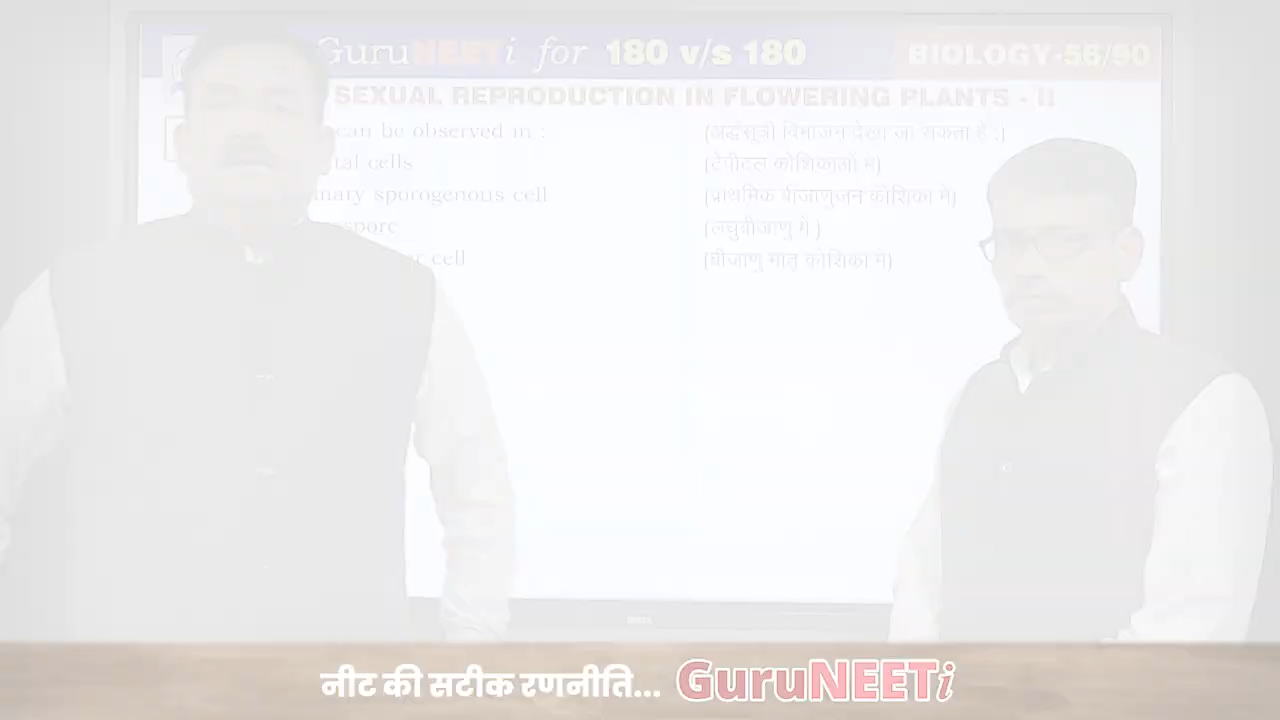 GuruNEETi for 180 v/s 180 BIOLOGY-56/90
SEXUAL REPRODUCTION IN FLOWERING PLANTS - II
can be observed in : (अर्द्धसूत्री विभाजन देखा जा सकता है :)
tal cells (टेपीटल कोशिकाओं में)
mary sporogenous cell (प्राथमिक बीजाणुजन कोशिका में)
spore (लघुबीजाणु में )
r cell (बीजाणु मातृ कोशिका में)
नीट की सटीक रणनीति... GuruNEETi